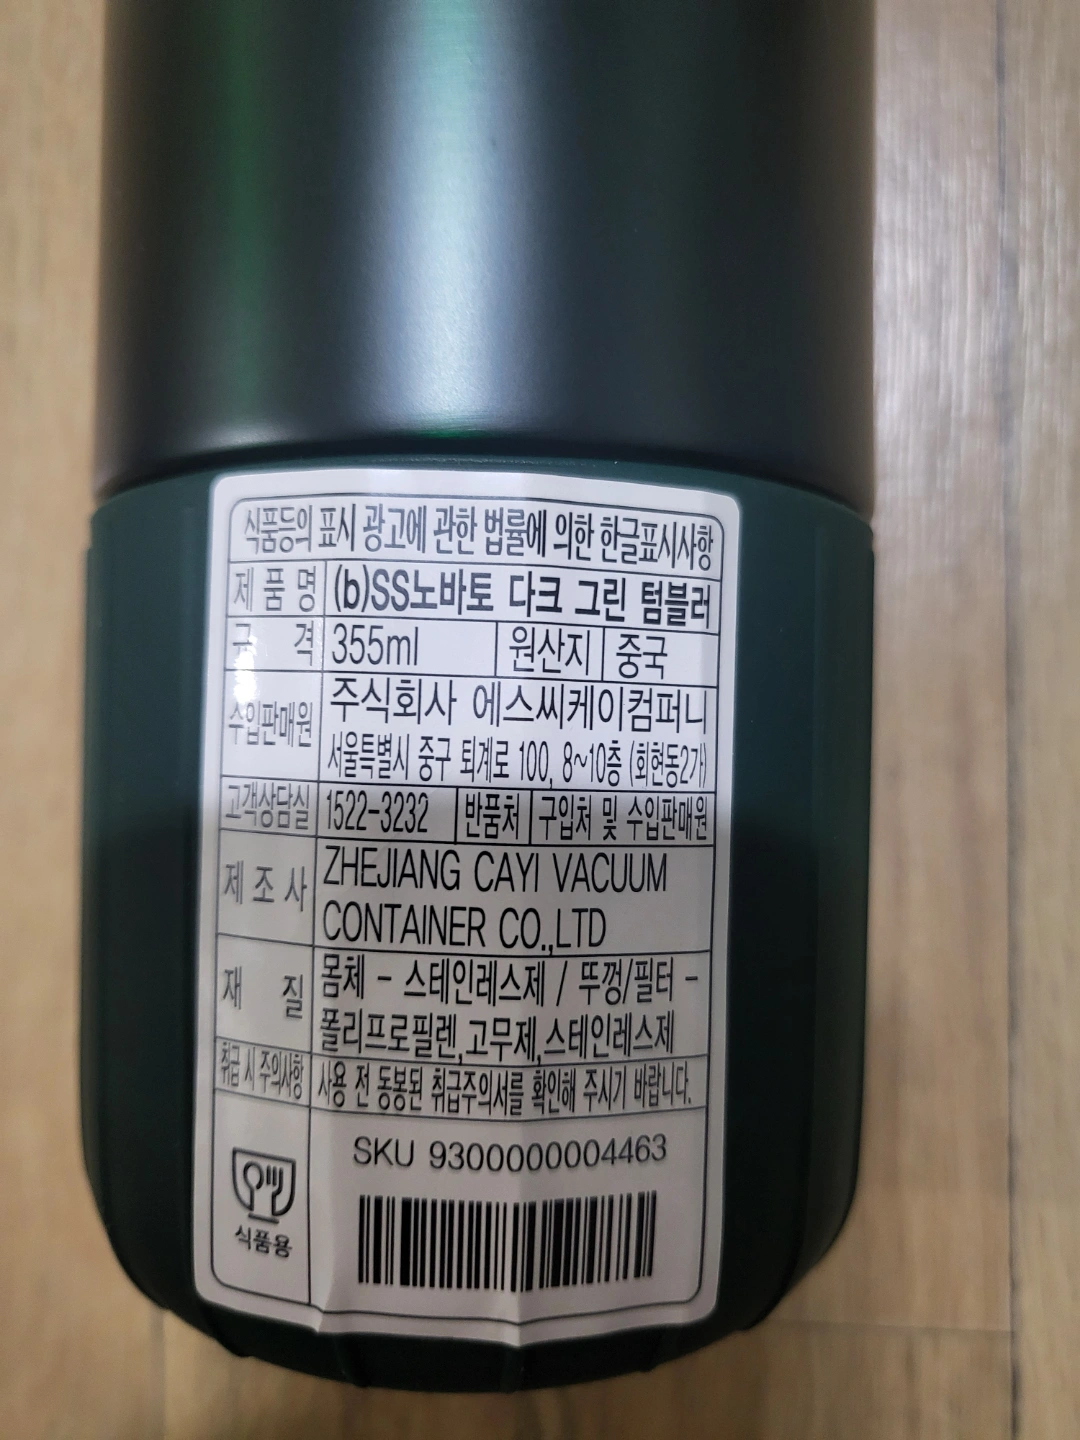 식품등의 표시 광고에 관한 법률에 의한 한글표시사항
제 품 명 (b)SS노바토 다크 그린 텀블러
규 격 355ml 원산지 중국
수입판매원 주식회사 에스씨케이컴퍼니
서울특별시 중구 퇴계로 100, 8~10층 (회현동2가)
고객상담실 1522-3232 반품처 구입처 및 수입판매원
제 조 사 ZHEJIANG CAYI VACUUM
CONTAINER CO.,LTD
재 질 몸체 - 스테인레스제 / 뚜껑/필터 -
폴리프로필렌,고무제,스테인레스제
취급 시 주의사항 사용 전 동봉된 취급주의서를 확인해 주시기 바랍니다.
SKU 9300000004463
식품용